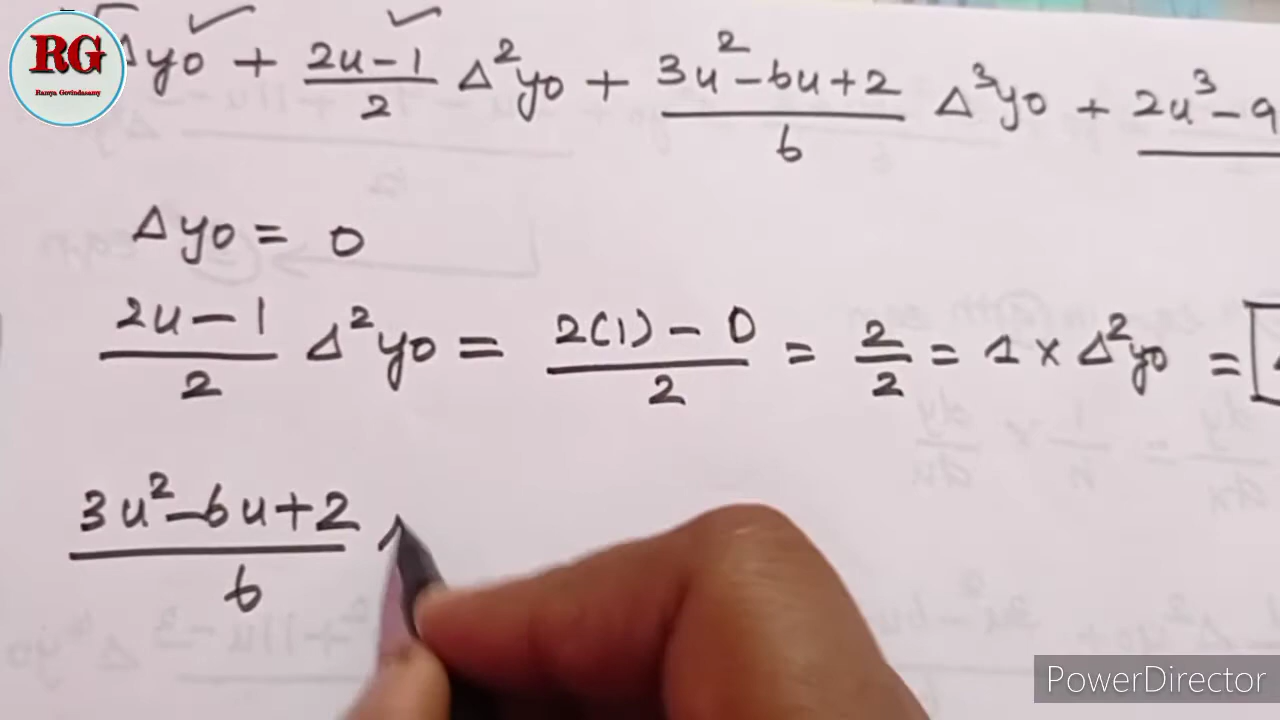 RG
Ramya Govindasamy
Δy0 + 2u-1/2 Δ²y0 + 3u²-6u+2/6 Δ³y0 + 2u³-9
Δy0 = 0
2u-1/2 Δ²y0 = 2(1)-0/2 = 2/2 = 1 × Δ²y0 =
3u²-6u+2/6
PowerDirector